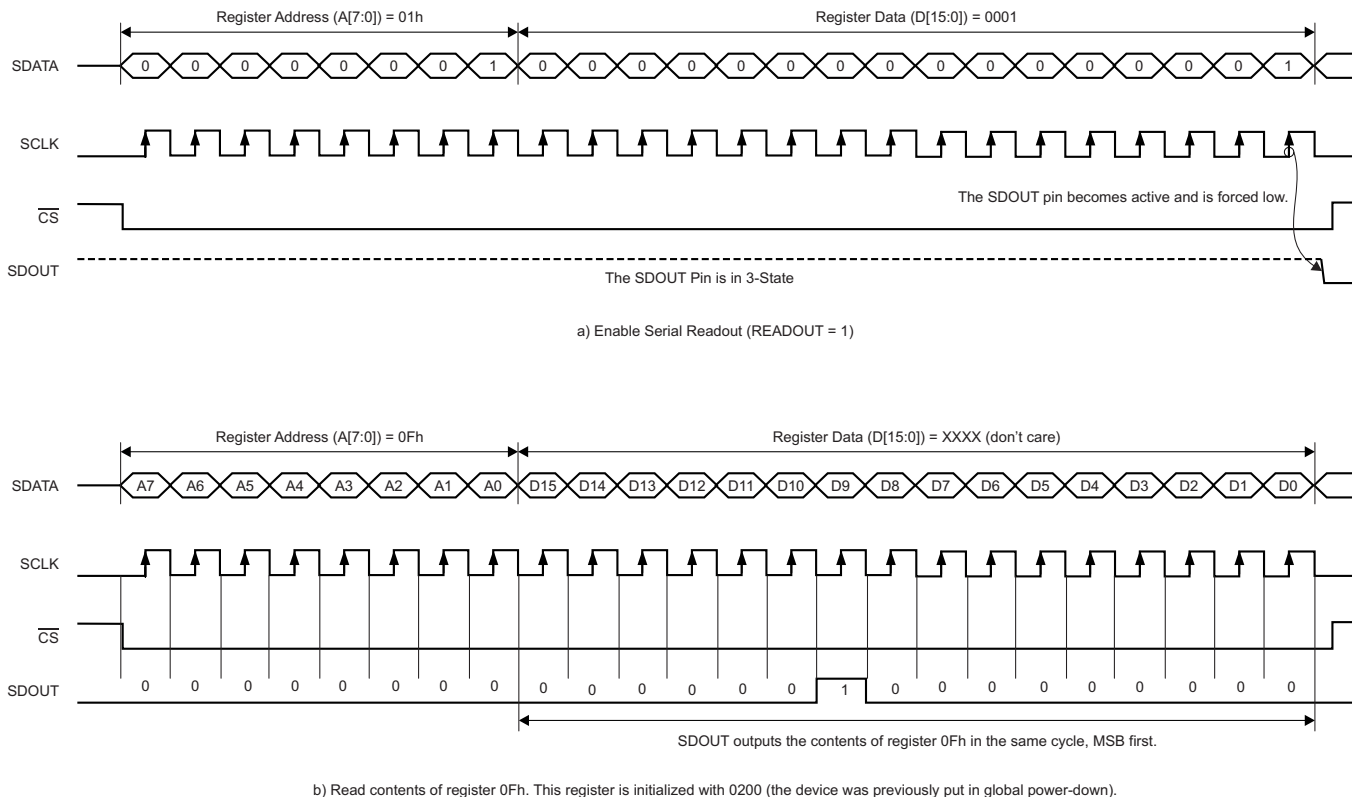 Register Address (A[7:0]) = 01h Register Data (D[15:0]) = 0001
SDATA 0 0 0 0 0 0 0 1 0 0 0 0 0 0 0 0 0 0 0 0 0 0 0 1
SCLK
The SDOUT pin becomes active and is forced low.
CS
SDOUT
The SDOUT Pin is in 3-State
a) Enable Serial Readout (READOUT = 1)
Register Address (A[7:0]) = 0Fh Register Data (D[15:0]) = XXXX (don't care)
SDATA A7 A6 A5 A4 A3 A2 A1 A0 D15 D14 D13 D12 D11 D10 D9 D8 D7 D6 D5 D4 D3 D2 D1 D0
SCLK
CS
SDOUT 0 0 0 0 0 0 0 0 0 0 0 0 0 0 1 0 0 0 0 0 0 0 0 0
SDOUT outputs the contents of register 0Fh in the same cycle, MSB first.
b) Read contents of register 0Fh. This register is initialized with 0200 (the device was previously put in global power-down).